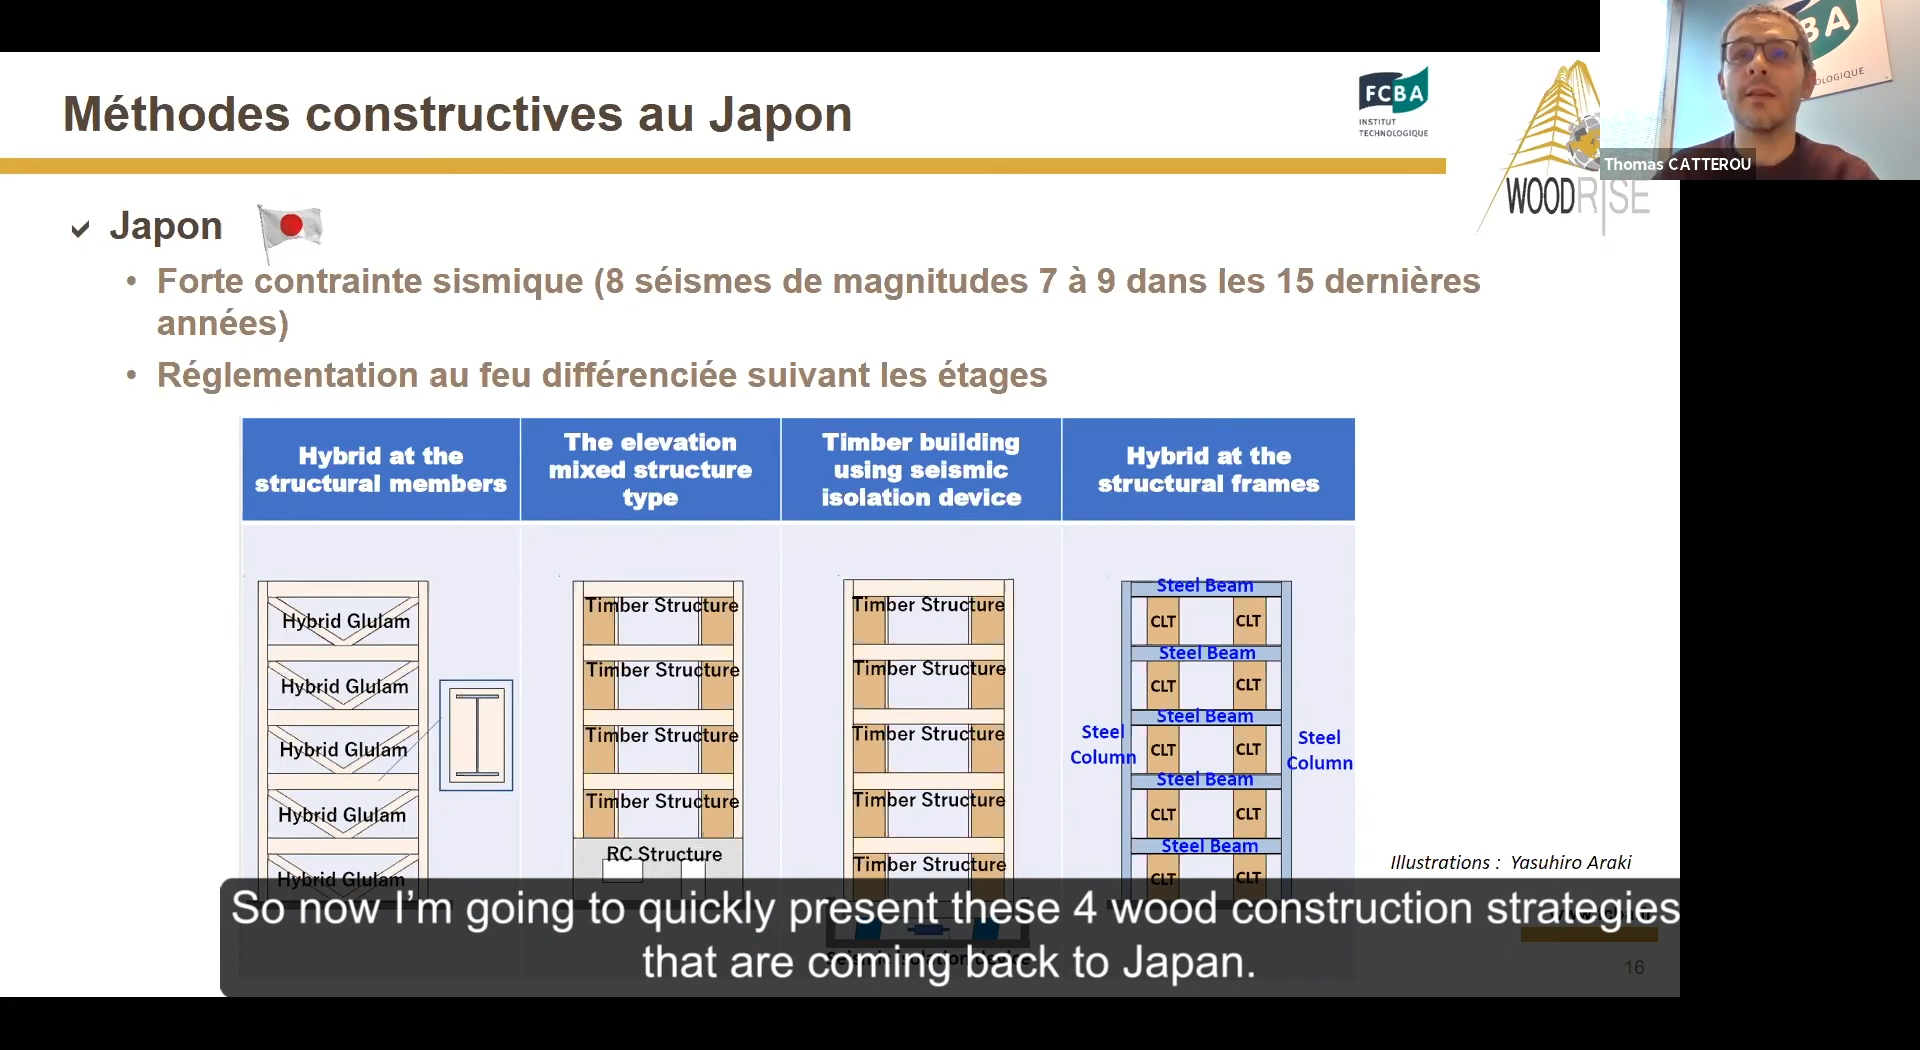 Méthodes constructives au Japon
FCBA
INSTITUT
TECHNOLOGIQUE
WOODRISE
BA
OLOGIQUE
Thomas CATTEROU
Japon
• Forte contrainte sismique (8 séismes de magnitudes 7 à 9 dans les 15 dernières
années)
• Réglementation au feu différenciée suivant les étages
Hybrid at the
structural members
The elevation
mixed structure
type
Timber building
using seismic
isolation device
Hybrid at the
structural frames
Hybrid Glulam
Hybrid Glulam
Hybrid Glulam
Hybrid Glulam
Hybrid Glulam
Timber Structure
Timber Structure
Timber Structure
Timber Structure
RC Structure
Timber Structure
Timber Structure
Timber Structure
Timber Structure
Timber Structure
Steel Beam
CLT CLT
Steel Beam
CLT CLT
Steel Beam
Steel
Column
CLT CLT
Steel
Column
Steel Beam
CLT CLT
Steel Beam
CLT CLT
Illustrations : Yasuhiro Araki
So now I'm going to quickly present these 4 wood construction strategies
that are coming back to Japan.
16